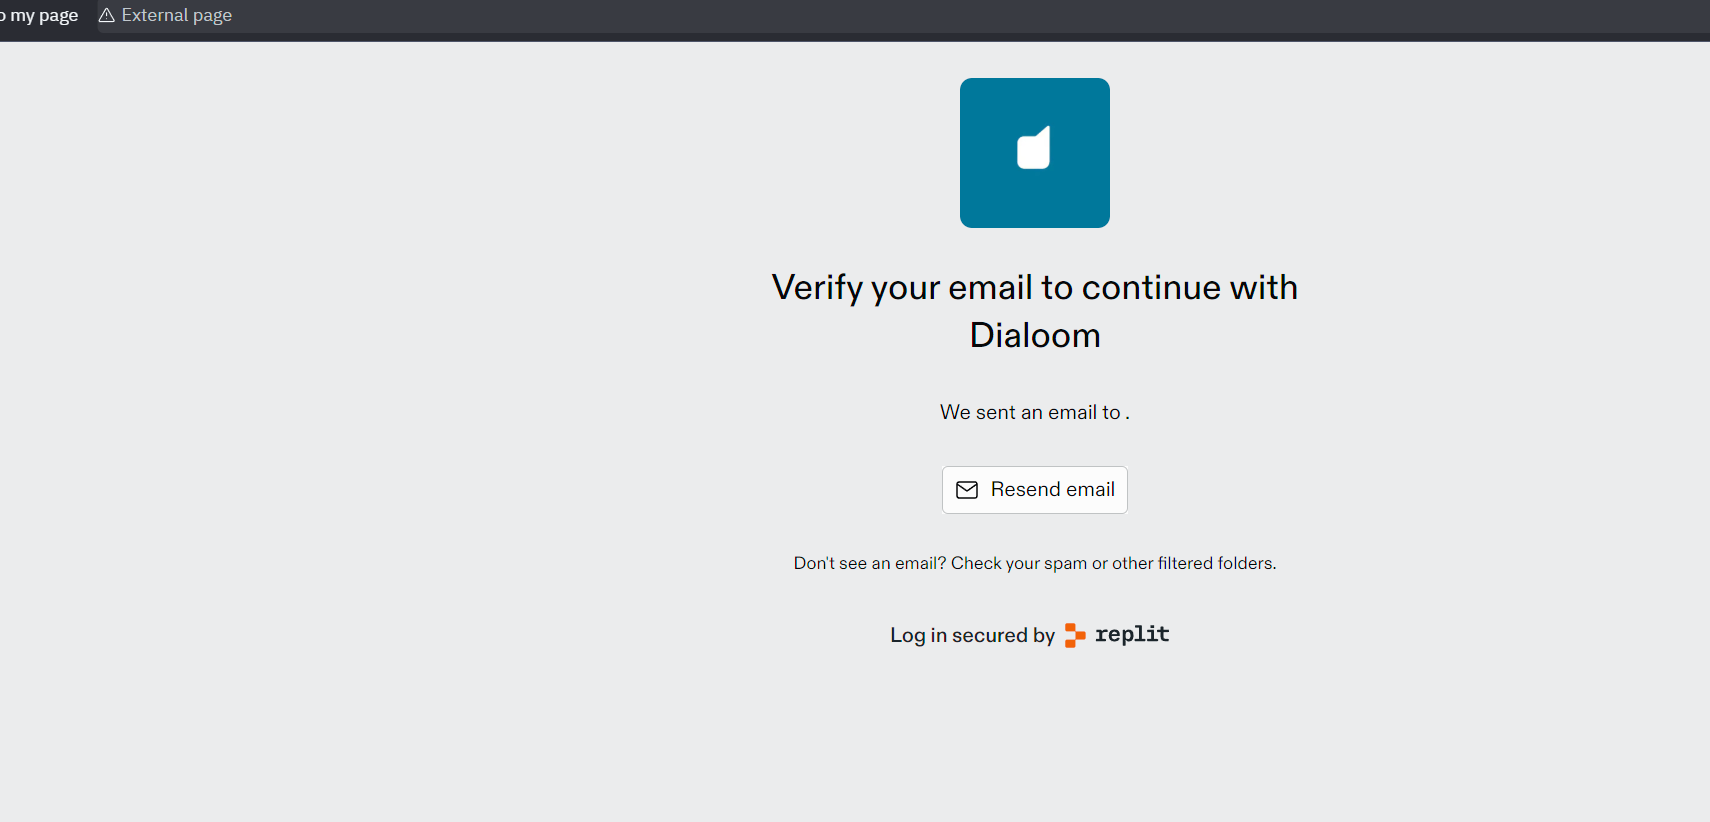 my page
External page
Verify your email to continue with
Dialoom
We sent an email to .
Resend email
Don't see an email? Check your spam or other filtered folders.
Log in secured by replit